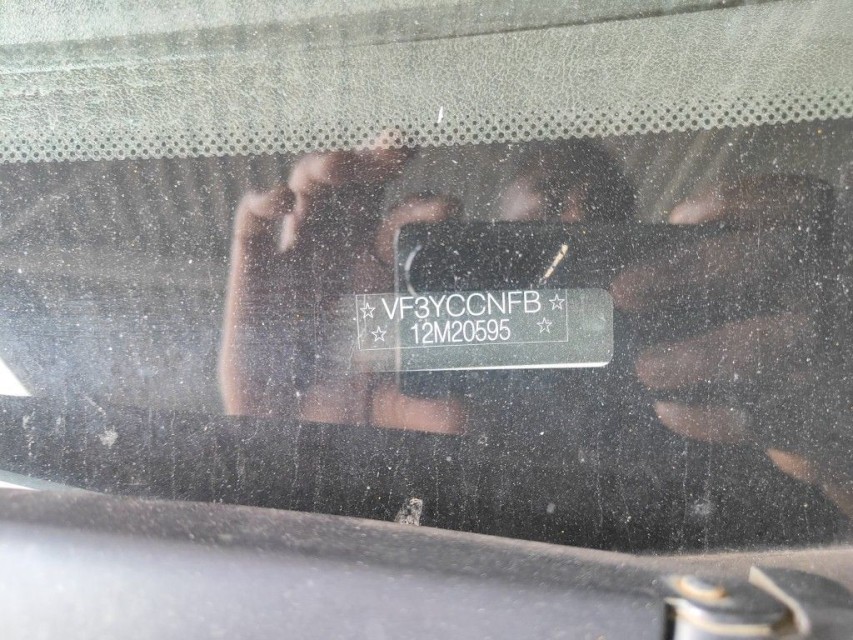 ☆ VF3YCCNFB ☆
☆ 12M20595 ☆